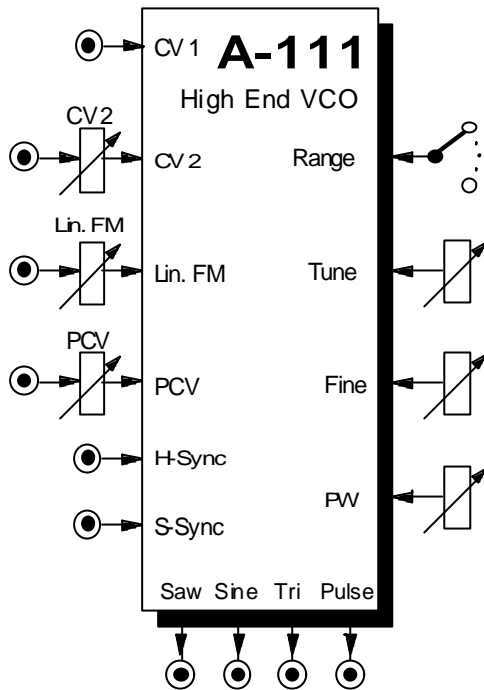 CV 1
A-111
High End VCO
CV 2
CV 2
Range
Lin. FM
Lin. FM
Tune
PCV
PCV
Fine
H-Sync
PW
S-Sync
Saw Sine Tri Pulse